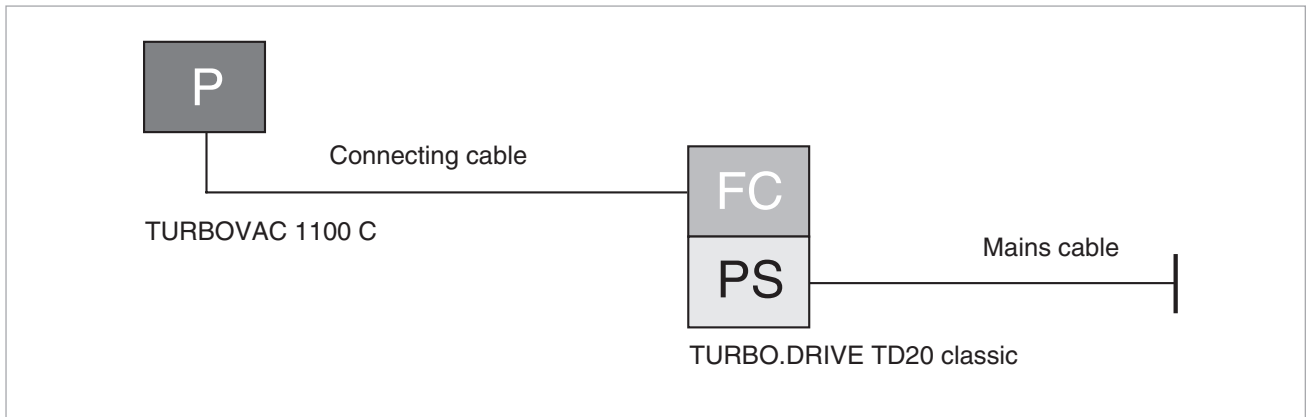 P
Connecting cable
FC
TURBOVAC 1100 C
Mains cable
PS
TURBO.DRIVE TD20 classic